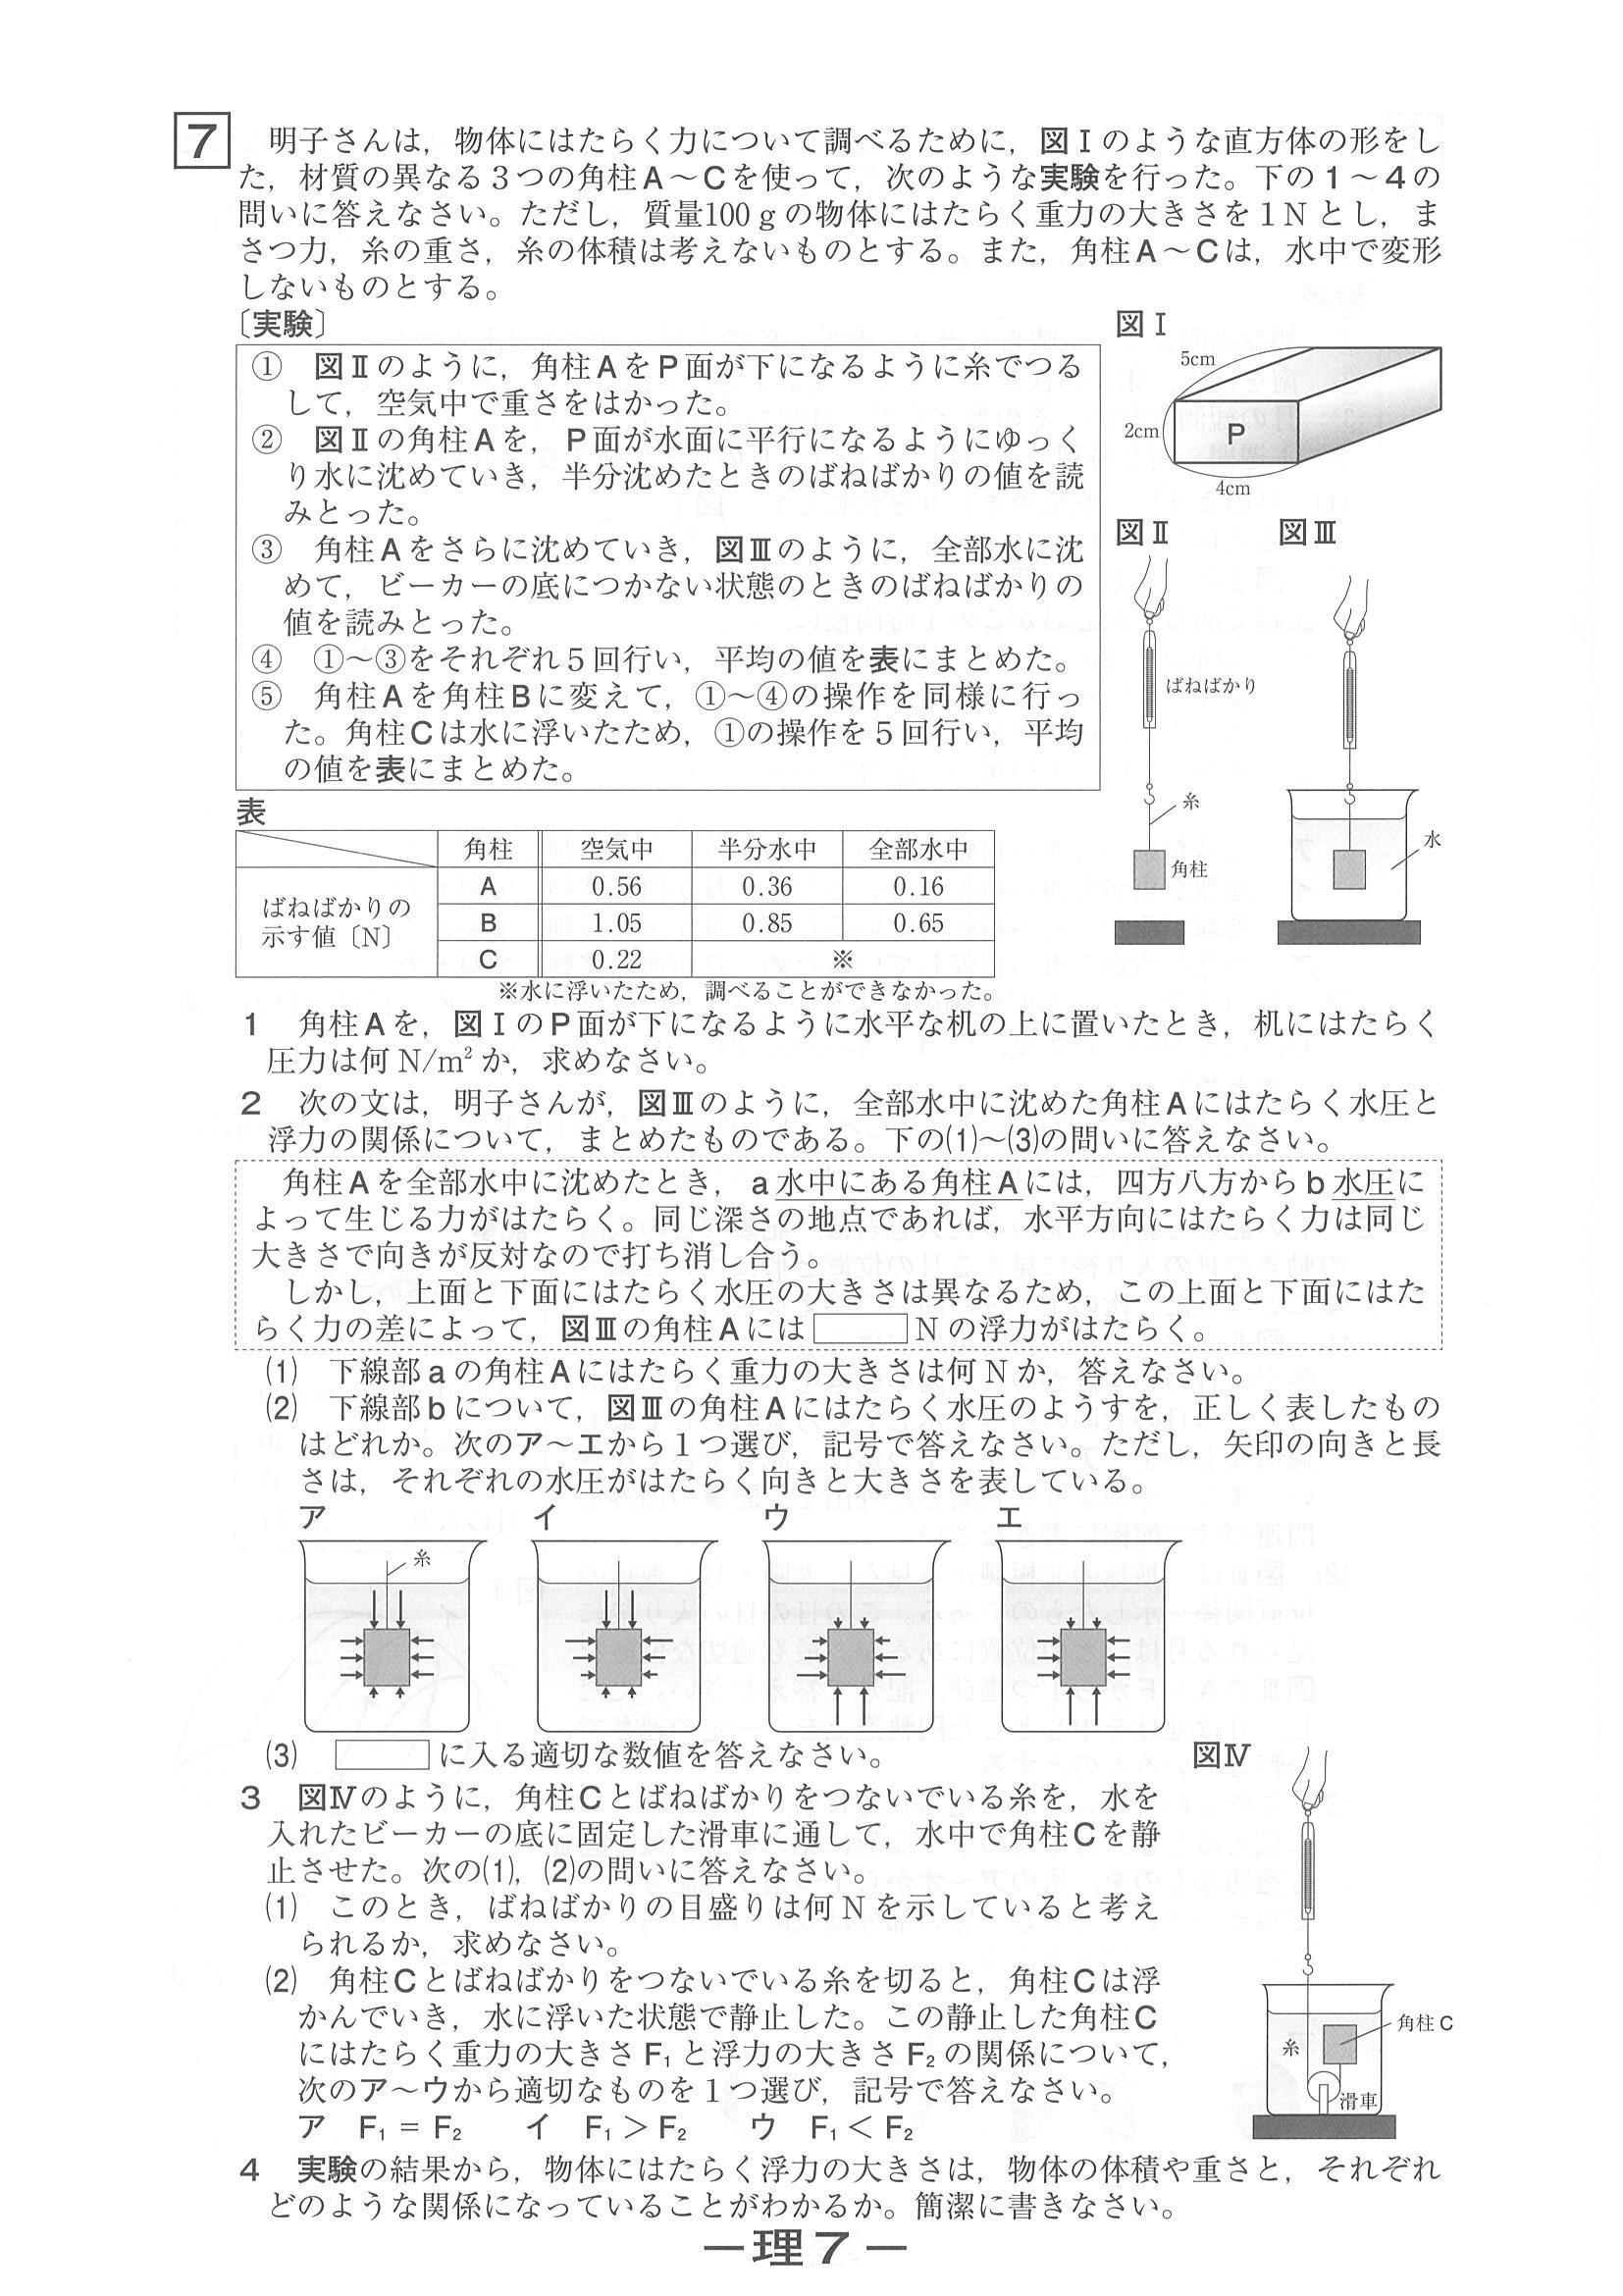 7 明子さんは，物体にはたらく力について調べるために，図Ⅰのような直方体の形をし
た，材質の異なる３つの角柱Ａ～Ｃを使って，次のような実験を行った。下の１～４の
問いに答えなさい。ただし，質量100ｇの物体にはたらく重力の大きさを１Ｎとし，ま
さつ力，糸の重さ，糸の体積は考えないものとする。また，角柱Ａ～Ｃは，水中で変形
しないものとする。
〔実験〕
① 図Ⅱのように，角柱ＡをＰ面が下になるように糸でつる
して，空気中で重さをはかった。
② 図Ⅱの角柱Ａを，Ｐ面が水面に平行になるようにゆっく
り水に沈めていき，半分沈めたときのばねばかりの値を読
みとった。
③ 角柱Ａをさらに沈めていき，図Ⅲのように，全部水に沈
めて，ビーカーの底につかない状態のときのばねばかりの
値を読みとった。
④ ①～③をそれぞれ５回行い，平均の値を表にまとめた。
⑤ 角柱Ａを角柱Ｂに変えて，①～④の操作を同様に行っ
た。角柱Ｃは水に浮いたため，①の操作を５回行い，平均
の値を表にまとめた。
図Ⅰ
5cm
2cm
P
4cm
図Ⅱ 図Ⅲ
ばねばかり
糸
角柱
水
表
角柱 空気中 半分水中 全部水中
ばねばかりの
示す値〔N〕
A 0.56 0.36 0.16
B 1.05 0.85 0.65
C 0.22 ※
※水に浮いたため，調べることができなかった。
１ 角柱Ａを，図ⅠのＰ面が下になるように水平な机の上に置いたとき，机にはたらく
圧力は何 N/m² か，求めなさい。
２ 次の文は，明子さんが，図Ⅲのように，全部水中に沈めた角柱Ａにはたらく水圧と
浮力の関係について，まとめたものである。下の⑴～⑶の問いに答えなさい。
角柱Ａを全部水中に沈めたとき，a水中にある角柱Ａには，四方八方からb水圧に
よって生じる力がはたらく。同じ深さの地点であれば，水平方向にはたらく力は同じ
大きさで向きが反対なので打ち消し合う。
しかし，上面と下面にはたらく水圧の大きさは異なるため，この上面と下面にはた
らく力の差によって，図Ⅲの角柱Ａには Ｎの浮力がはたらく。
⑴ 下線部ａの角柱Ａにはたらく重力の大きさは何Ｎか，答えなさい。
⑵ 下線部ｂについて，図Ⅲの角柱Ａにはたらく水圧のようすを，正しく表したもの
はどれか。次のア～エから１つ選び，記号で答えなさい。ただし，矢印の向きと長
さは，それぞれの水圧がはたらく向きと大きさを表している。
ア イ ウ エ
糸
⑶ に入る適切な数値を答えなさい。
３ 図Ⅳのように，角柱Ｃとばねばかりをつないでいる糸を，水を
入れたビーカーの底に固定した滑車に通して，水中で角柱Ｃを静
止させた。次の⑴，⑵の問いに答えなさい。
⑴ このとき，ばねばかりの目盛りは何Ｎを示していると考え
られるか，求めなさい。
⑵ 角柱Ｃとばねばかりをつないでいる糸を切ると，角柱Ｃは浮
かんでいき，水に浮いた状態で静止した。この静止した角柱Ｃ
にはたらく重力の大きさF₁と浮力の大きさF₂の関係について，
次のア～ウから適切なものを１つ選び，記号で答えなさい。
ア F₁ = F₂ イ F₁ > F₂ ウ F₁ < F₂
図Ⅳ
角柱C
糸
滑車
４ 実験の結果から，物体にはたらく浮力の大きさは，物体の体積や重さと，それぞれ
どのような関係になっていることがわかるか。簡潔に書きなさい。
－理７－